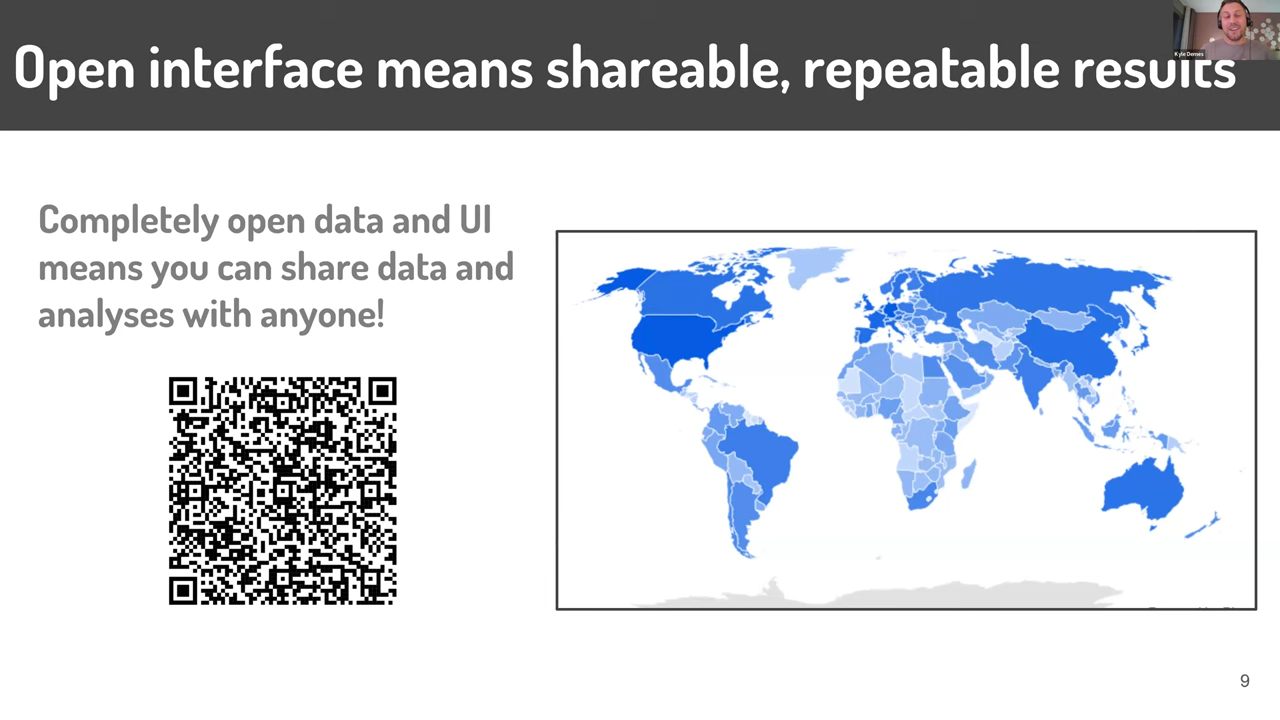 Open interface means shareable, repeatable results
Kyle Demes
Completely open data and UI
means you can share data and
analyses with anyone!
9